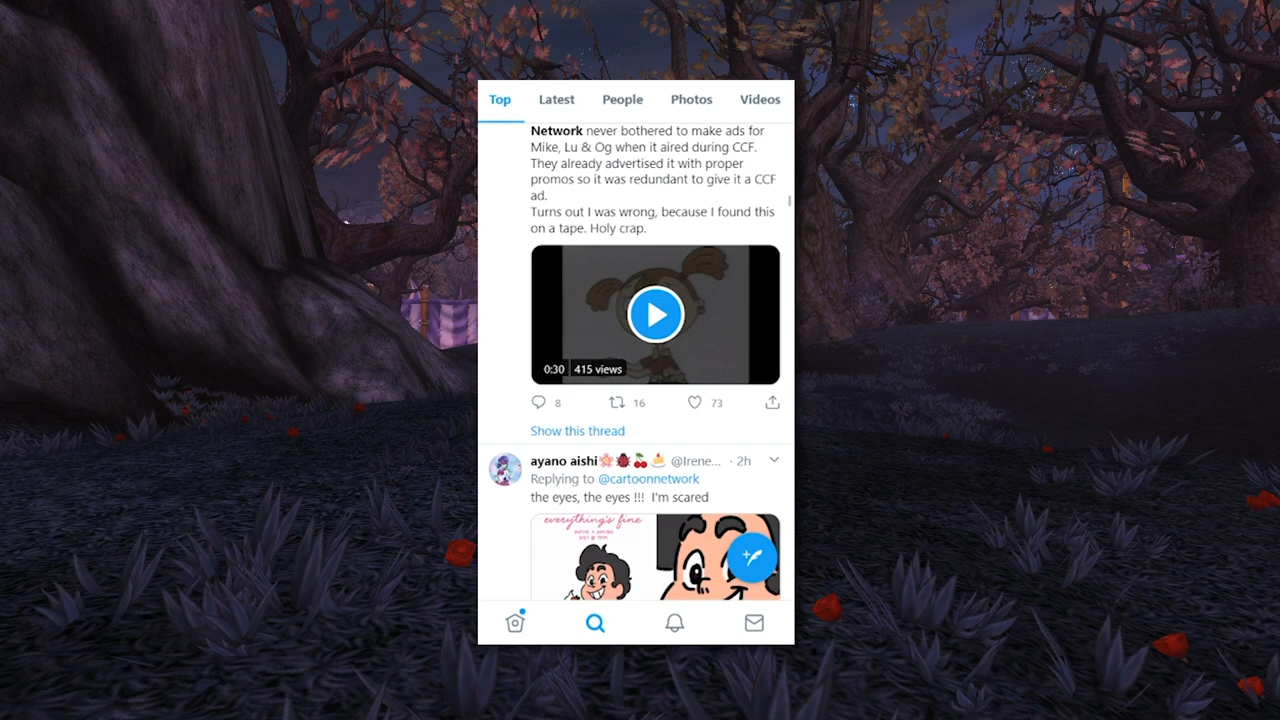 Top Latest People Photos Videos
Network never bothered to make ads for
Mike, Lu & Og when it aired during CCF.
They already advertised it with proper
promos so it was redundant to give it a CCF
ad.
Turns out I was wrong, because I found this
on a tape. Holy crap.
0:30 415 views
8 16 73
Show this thread
ayano aishi🌸🐞🍒🍮 @Irene... · 2h
Replying to @cartoonnetwork
the eyes, the eyes !!! I'm scared
everything's fine